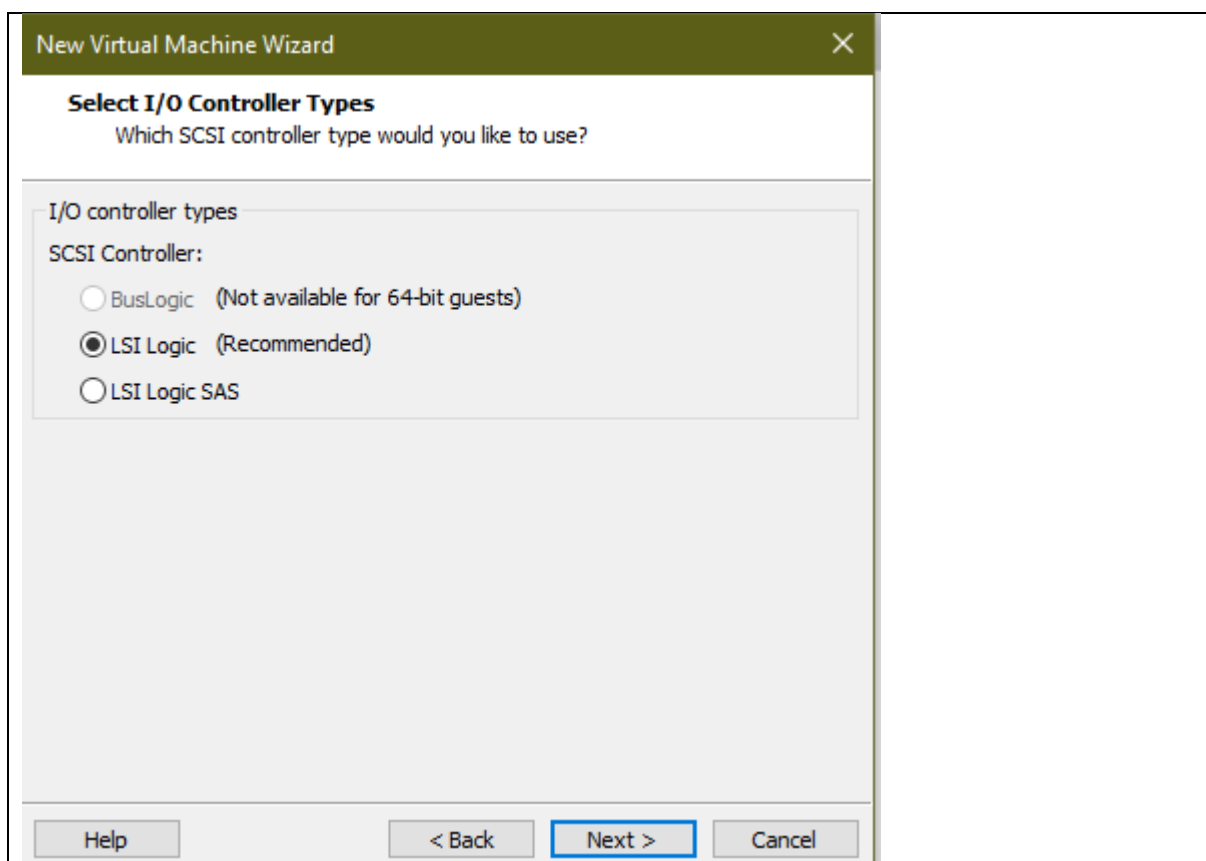 New Virtual Machine Wizard
Select I/O Controller Types
Which SCSI controller type would you like to use?
I/O controller types
SCSI Controller:
BusLogic (Not available for 64-bit guests)
LSI Logic (Recommended)
LSI Logic SAS
Help < Back Next > Cancel